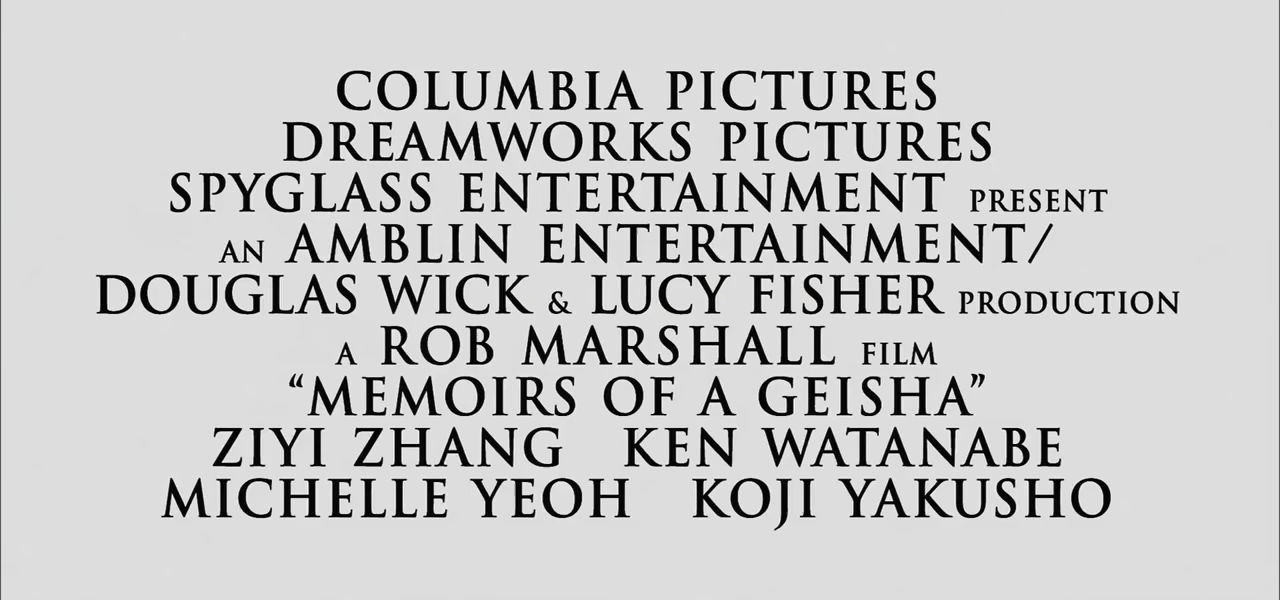 COLUMBIA PICTURES
DREAMWORKS PICTURES
SPYGLASS ENTERTAINMENT PRESENT
AN AMBLIN ENTERTAINMENT/
DOUGLAS WICK & LUCY FISHER PRODUCTION
A ROB MARSHALL FILM
“MEMOIRS OF A GEISHA”
ZIYI ZHANG KEN WATANABE
MICHELLE YEOH KOJI YAKUSHO